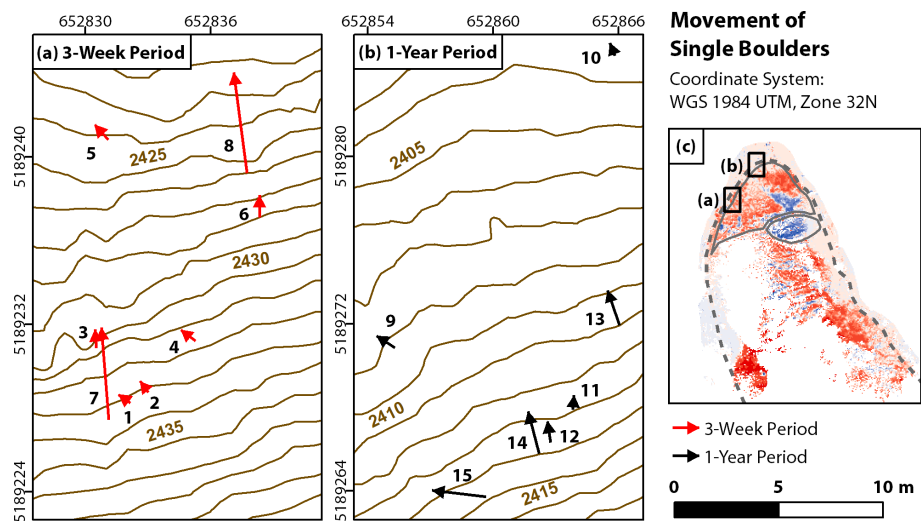 652830
652836
652854
652860
652866
Movement of
Single Boulders
Coordinate System:
WGS 1984 UTM, Zone 32N
(a) 3-Week Period
5189240
5189232
5189224
5
2425
8
6
2430
3
4
7
1
2
2435
(b) 1-Year Period
5189280
5189272
5189264
10
2405
9
13
2410
11
12
14
15
2415
(c)
(b)
(a)
3-Week Period
1-Year Period
0
5
10 m